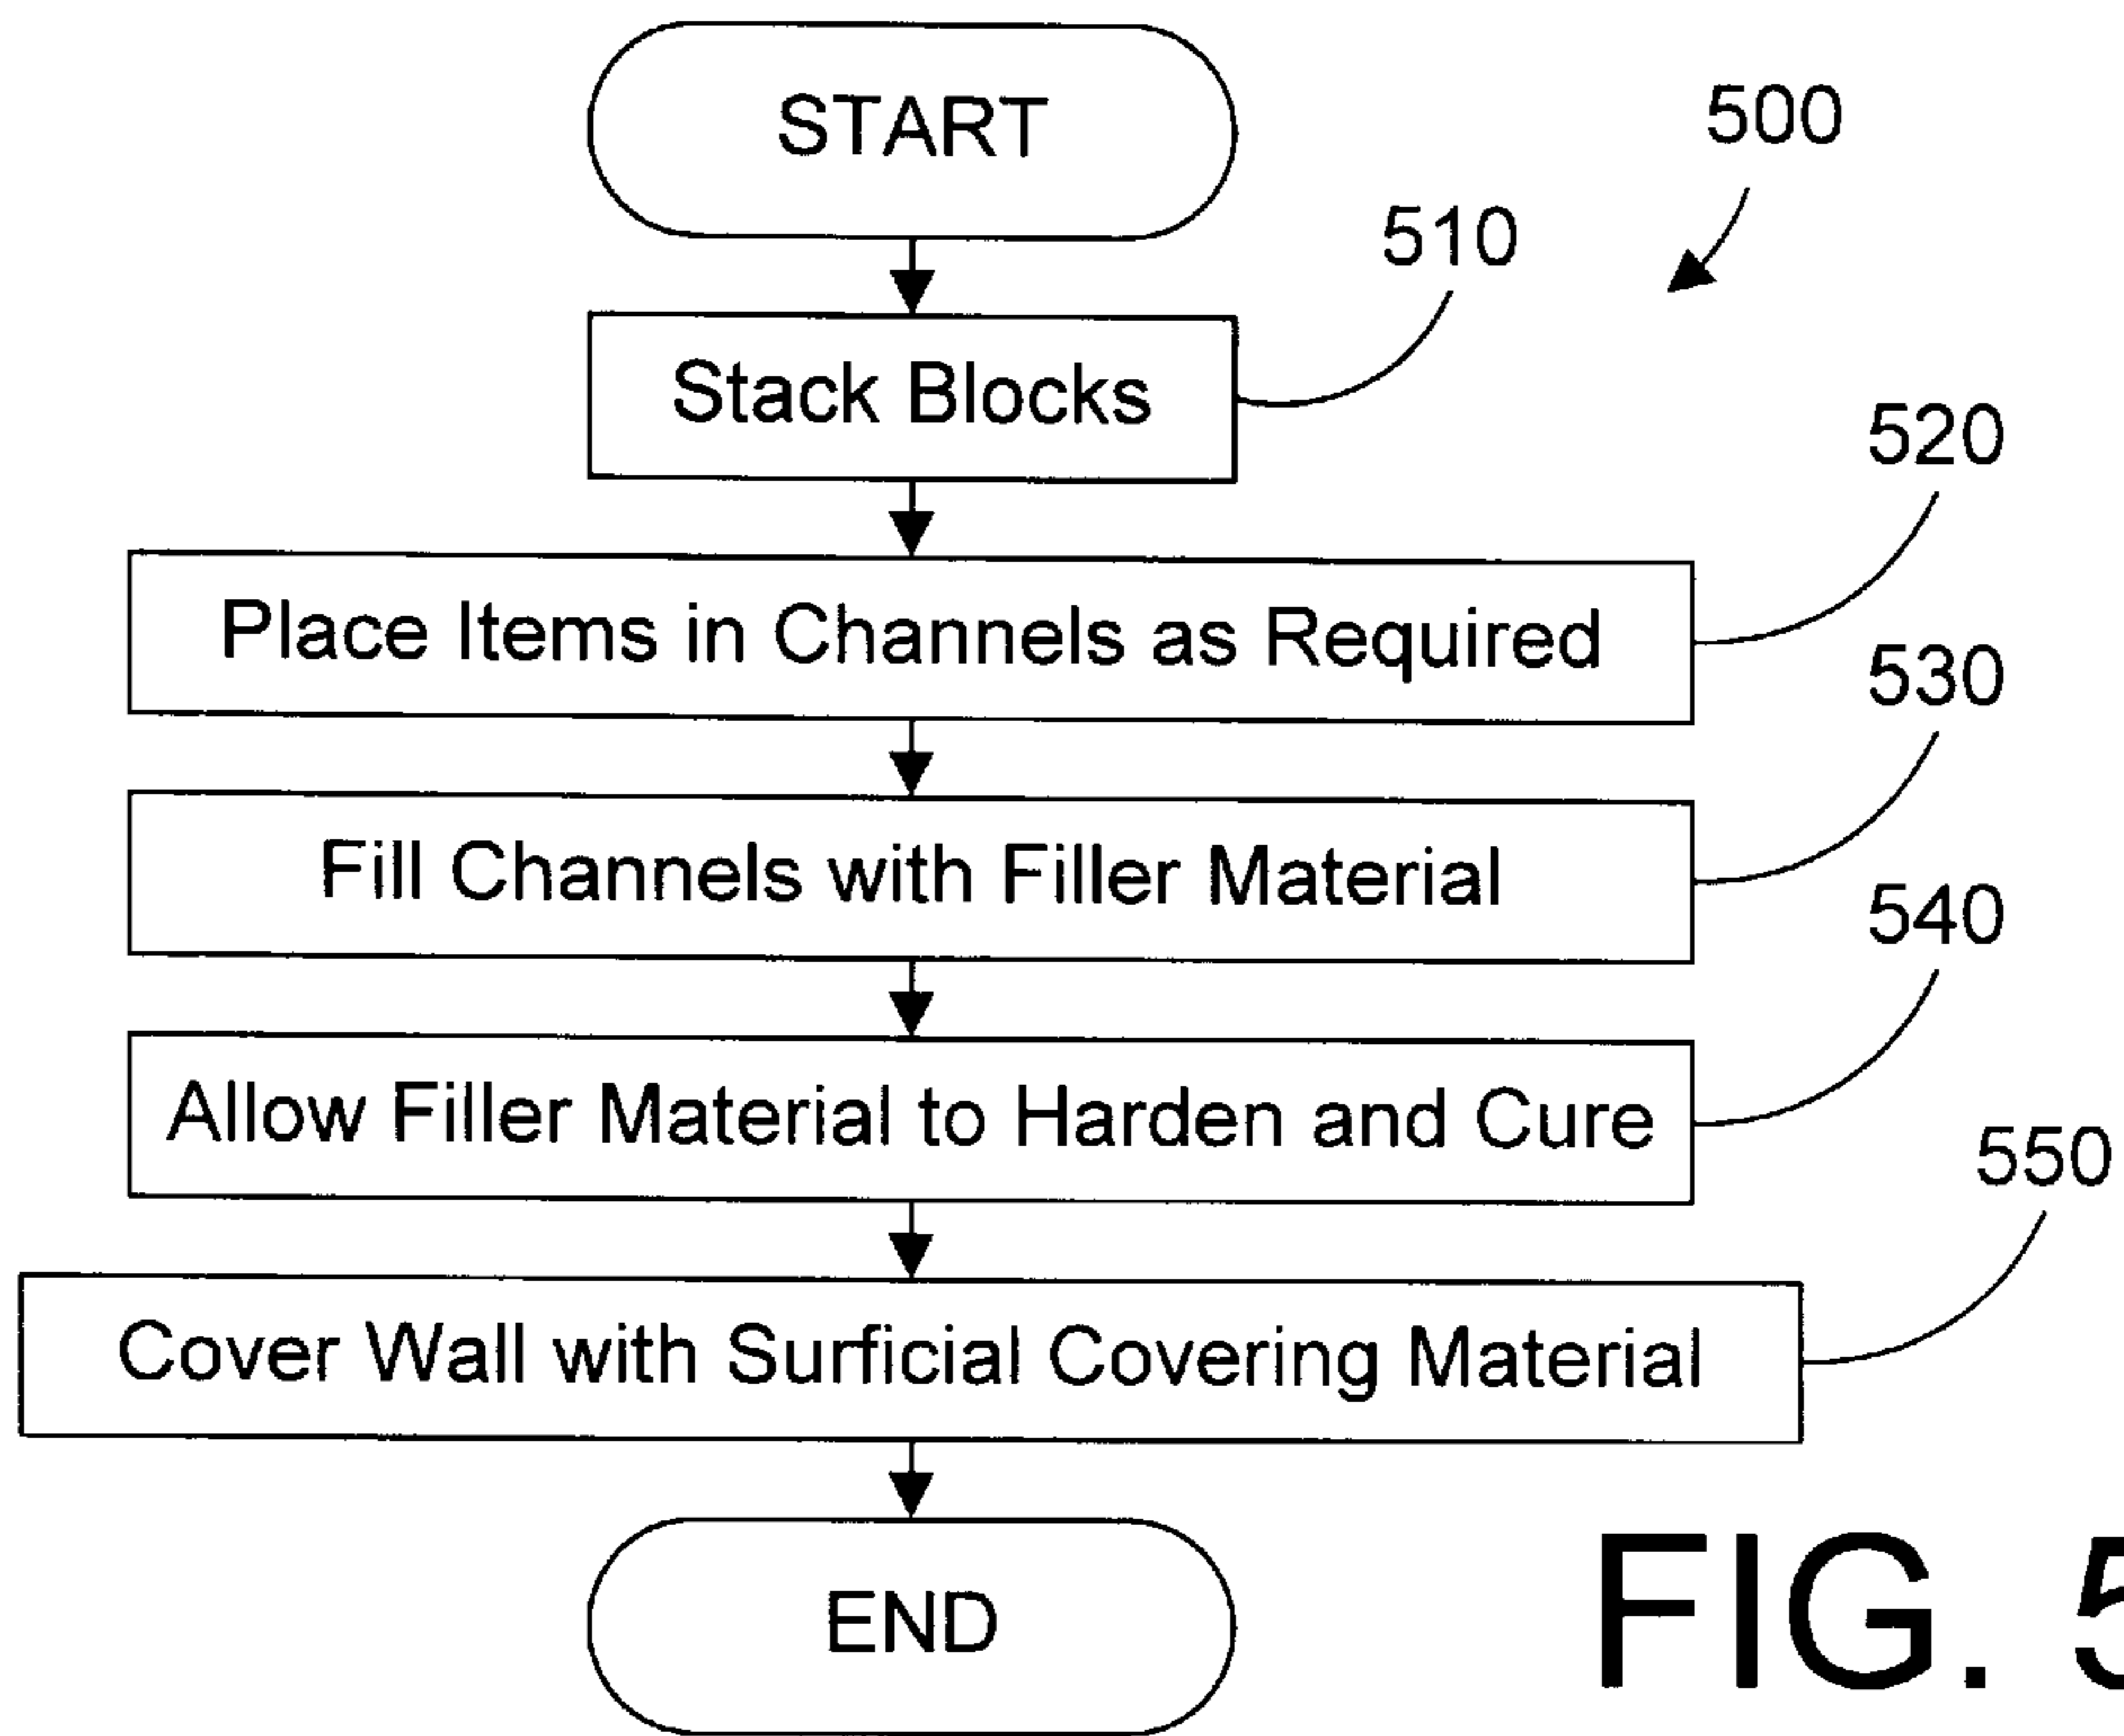 START
500
510
Stack Blocks
520
Place Items in Channels as Required
530
Fill Channels with Filler Material
540
Allow Filler Material to Harden and Cure
550
Cover Wall with Surficial Covering Material
END
FIG. 5